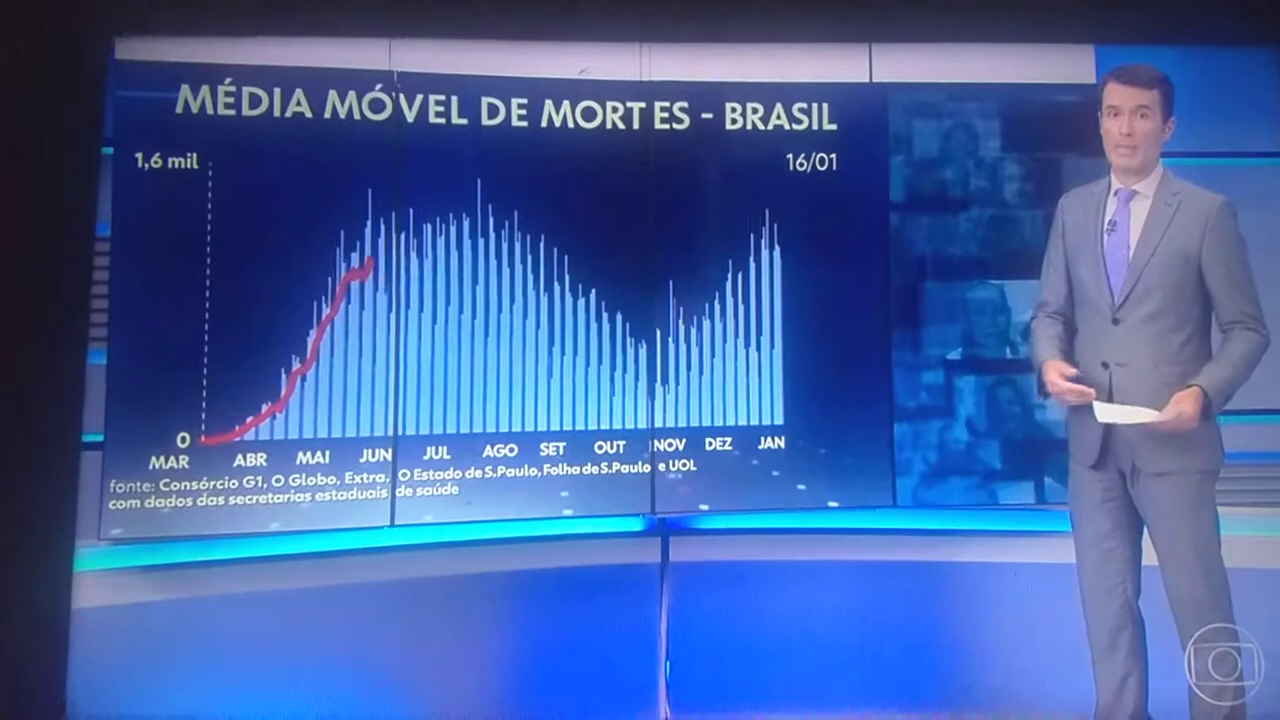 MÉDIA MÓVEL DE MORTES - BRASIL
1,6 mil
16/01
0
MAR ABR MAI JUN JUL AGO SET OUT NOV DEZ JAN
fonte: Consórcio G1, O Globo, Extra, O Estado de S.Paulo, Folha de S.Paulo e UOL
com dados das secretarias estaduais de saúde